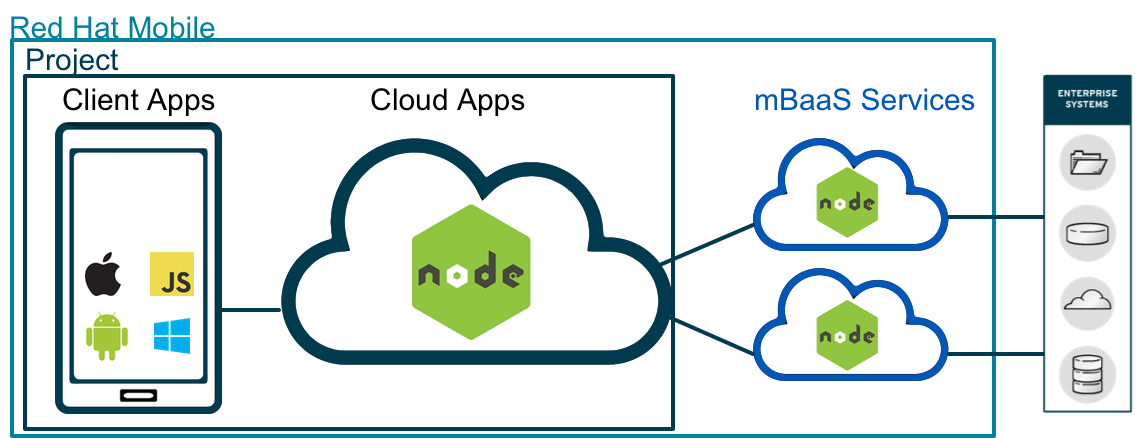 Red Hat Mobile
Project
Client Apps
Cloud Apps
mBaaS Services
ENTERPRISE
SYSTEMS
JS
node
node
node